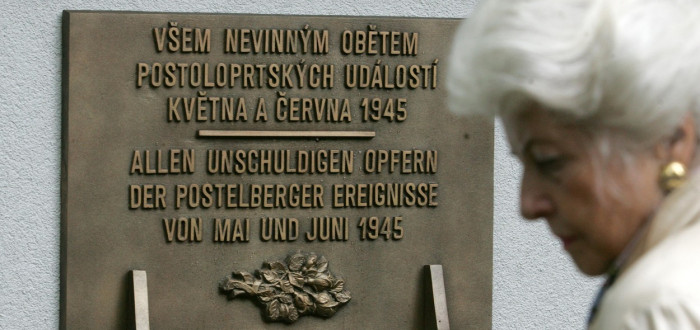 VŠEM NEVINNÝM OBĚTEM
POSTOLOPRTSKÝCH UDÁLOSTÍ
KVĚTNA A ČERVNA 1945
ALLEN UNSCHULDIGEN OPFERN
DER POSTELBERGER EREIGNISSE
VON MAI UND JUNI 1945